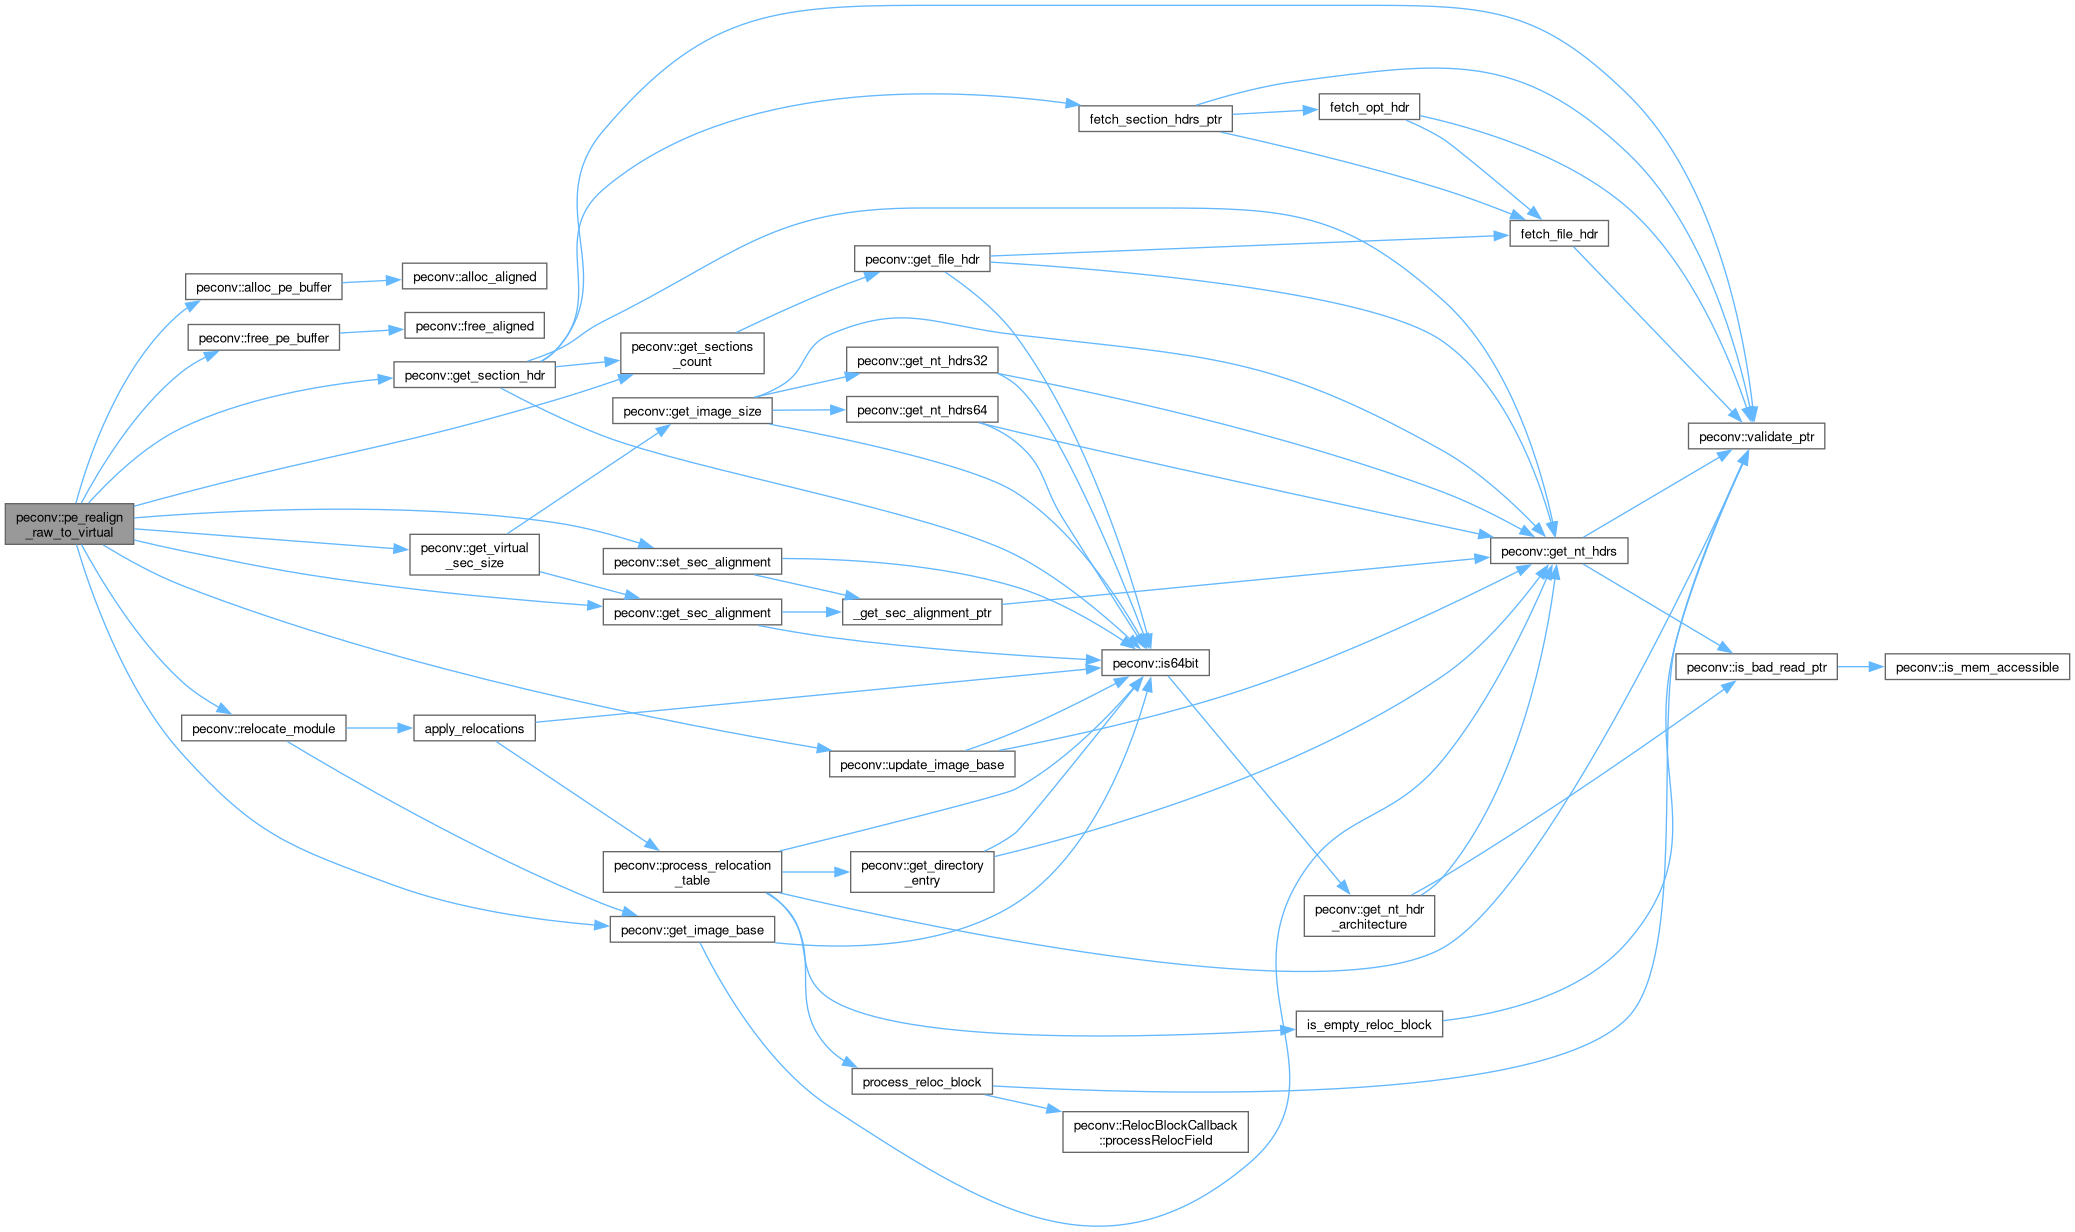 peconv::pe_realign
_raw_to_virtual
peconv::alloc_pe_buffer
peconv::alloc_aligned
peconv::free_pe_buffer
peconv::free_aligned
peconv::get_section_hdr
peconv::get_sections
_count
peconv::get_image_size
peconv::get_virtual
_sec_size
peconv::set_sec_alignment
peconv::get_sec_alignment
peconv::relocate_module
apply_relocations
peconv::update_image_base
peconv::process_relocation
_table
peconv::get_image_base
peconv::get_file_hdr
peconv::get_nt_hdrs32
peconv::get_nt_hdrs64
_get_sec_alignment_ptr
peconv::get_directory
_entry
process_reloc_block
fetch_section_hdrs_ptr
fetch_opt_hdr
fetch_file_hdr
peconv::validate_ptr
peconv::get_nt_hdrs
peconv::is64bit
peconv::is_bad_read_ptr
peconv::is_mem_accessible
peconv::get_nt_hdr
_architecture
is_empty_reloc_block
peconv::RelocBlockCallback
::processRelocField